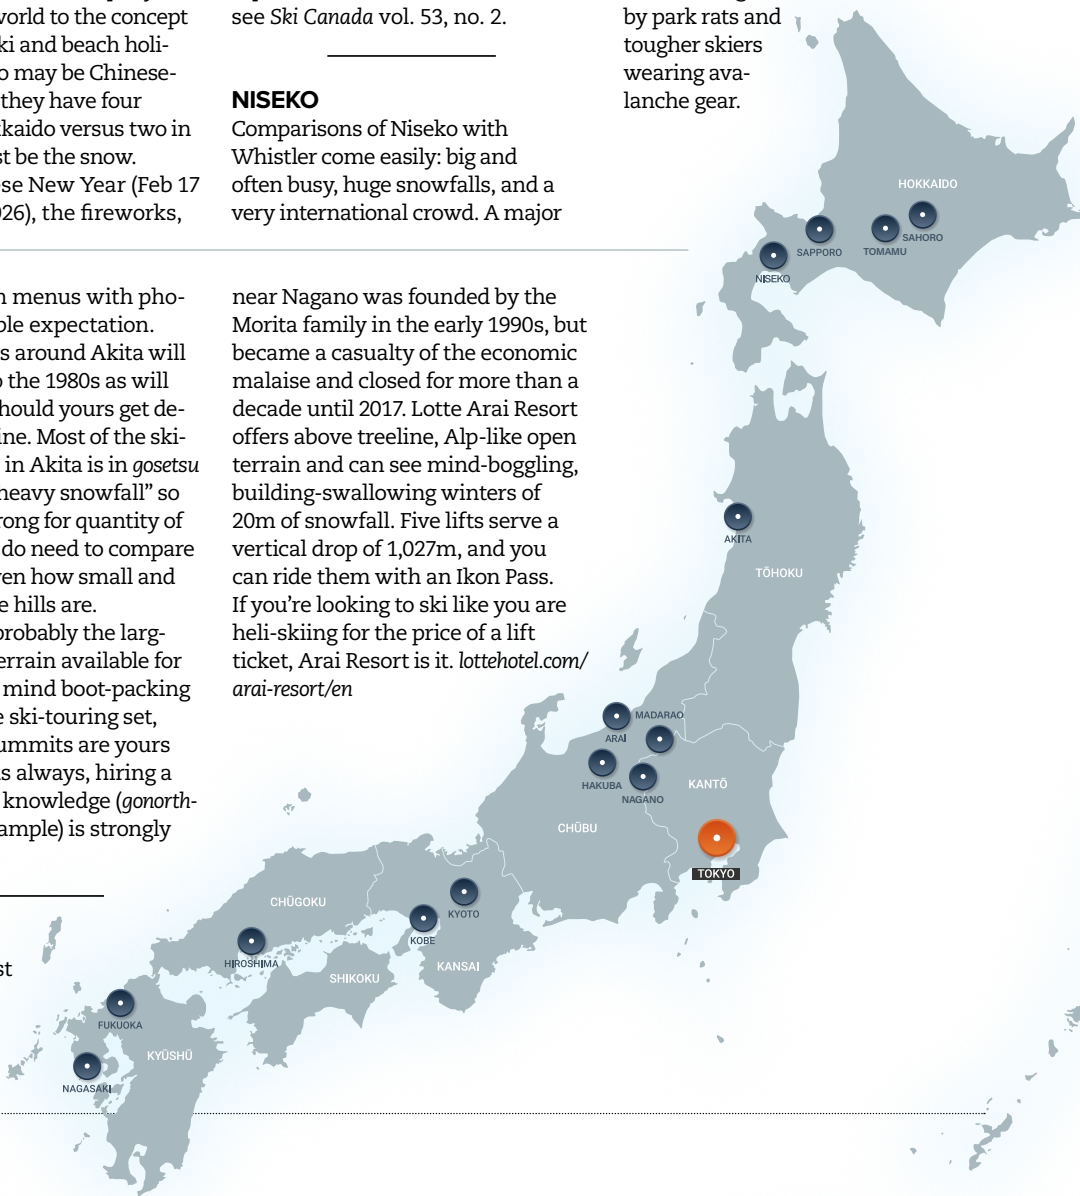 world to the concept
ki and beach holi-
o may be Chinese-
they have four
kkaido versus two in
st be the snow.
se New Year (Feb 17
026), the fireworks,
see Ski Canada vol. 53, no. 2.
NISEKO
Comparisons of Niseko with
Whistler come easily: big and
often busy, huge snowfalls, and a
very international crowd. A major
by park rats and
tougher skiers
wearing ava-
lanche gear.
n menus with pho-
ble expectation.
s around Akita will
o the 1980s as will
hould yours get de-
ine. Most of the ski-
in Akita is in gosetsu
heavy snowfall” so
rong for quantity of
do need to compare
ven how small and
e hills are.
probably the larg-
errain available for
mind boot-packing
e ski-touring set,
ummits are yours
s always, hiring a
knowledge (gonorth-
ample) is strongly
st
near Nagano was founded by the
Morita family in the early 1990s, but
became a casualty of the economic
malaise and closed for more than a
decade until 2017. Lotte Arai Resort
offers above treeline, Alp-like open
terrain and can see mind-boggling,
building-swallowing winters of
20m of snowfall. Five lifts serve a
vertical drop of 1,027m, and you
can ride them with an Ikon Pass.
If you’re looking to ski like you are
heli-skiing for the price of a lift
ticket, Arai Resort is it. lottehotel.com/
arai-resort/en
HOKKAIDO
SAHORO
SAPPORO
TOMAMU
NISEKO
AKITA
TŌHOKU
MADARAO
ARAI
HAKUBA
NAGANO
KANTŌ
CHŪBU
TOKYO
CHŪGOKU
KYOTO
KOBE
HIROSHIMA
KANSAI
SHIKOKU
FUKUOKA
KYŪSHŪ
NAGASAKI